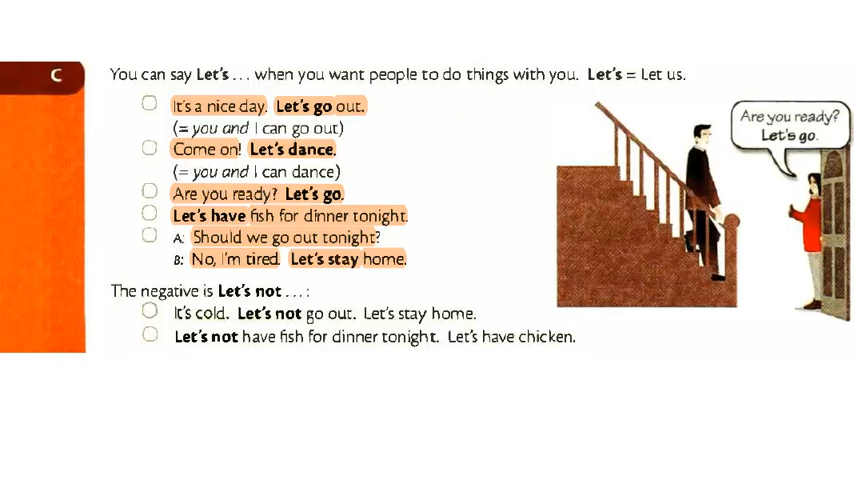 C
You can say Let's ... when you want people to do things with you. Let's = Let us.
It's a nice day. Let's go out.
(= you and I can go out)
Come on! Let's dance.
(= you and I can dance)
Are you ready? Let's go.
Let's have fish for dinner tonight.
A: Should we go out tonight?
B: No, I'm tired. Let's stay home.
Are you ready?
Let's go.
The negative is Let's not ... :
It's cold. Let's not go out. Let's stay home.
Let's not have fish for dinner tonight. Let's have chicken.